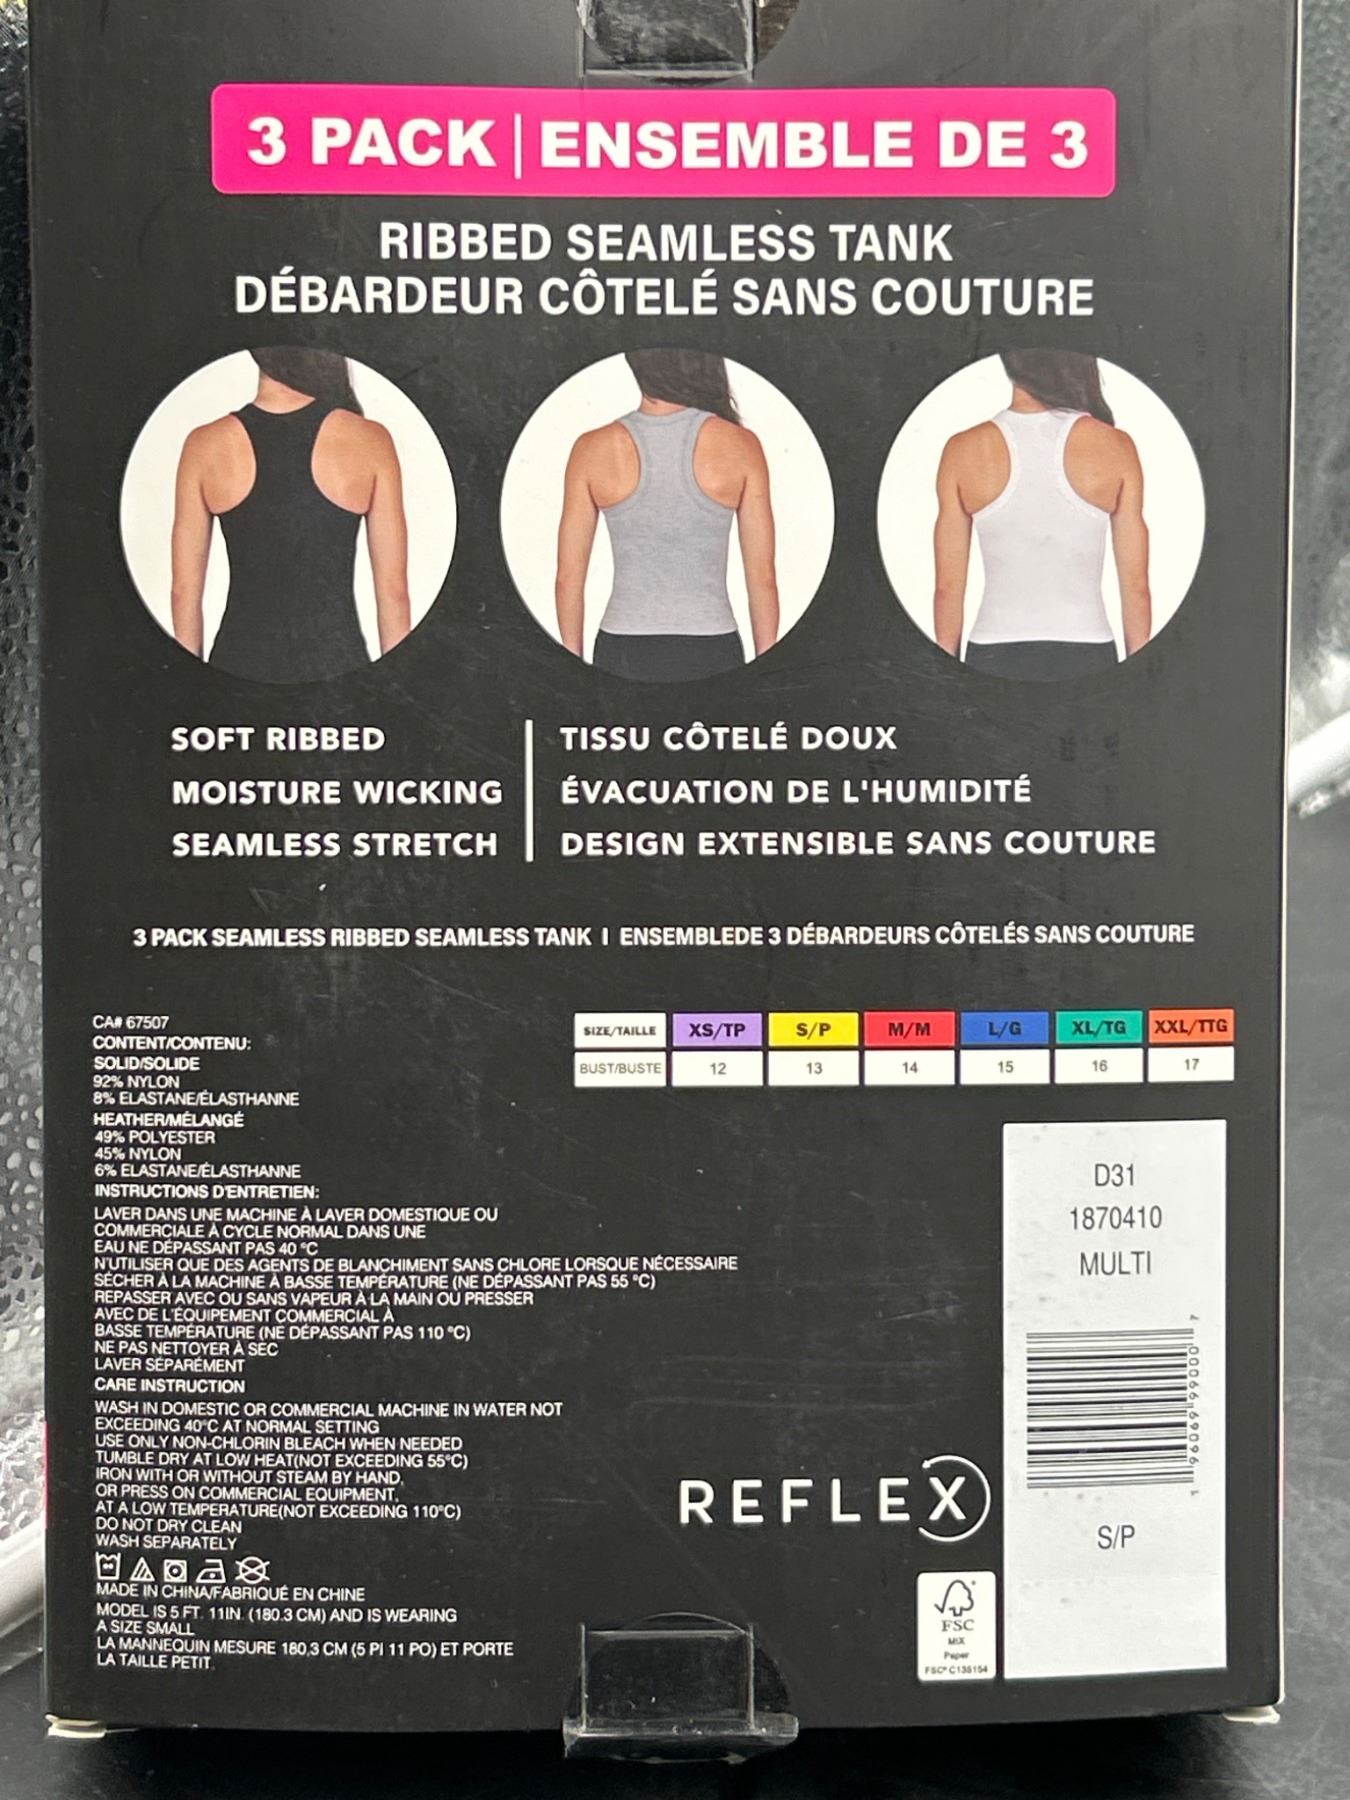 3 PACK | ENSEMBLE DE 3
RIBBED SEAMLESS TANK
DÉBARDEUR CÔTELÉ SANS COUTURE
SOFT RIBBED
MOISTURE WICKING
SEAMLESS STRETCH
TISSU CÔTELÉ DOUX
ÉVACUATION DE L'HUMIDITÉ
DESIGN EXTENSIBLE SANS COUTURE
3 PACK SEAMLESS RIBBED SEAMLESS TANK I ENSEMBLEDE 3 DÉBARDEURS CÔTELÉS SANS COUTURE
CA# 67507
CONTENT/CONTENU:
SOLID/SOLIDE
92% NYLON
8% ELASTANE/ÉLASTHANNE
HEATHER/MÉLANGÉ
49% POLYESTER
45% NYLON
6% ELASTANE/ÉLASTHANNE
INSTRUCTIONS D'ENTRETIEN:
LAVER DANS UNE MACHINE À LAVER DOMESTIQUE OU
COMMERCIALE À CYCLE NORMAL DANS UNE
EAU NE DÉPASSANT PAS 40 °C
N'UTILISER QUE DES AGENTS DE BLANCHIMENT SANS CHLORE LORSQUE NÉCESSAIRE
SÉCHER À LA MACHINE À BASSE TEMPÉRATURE (NE DÉPASSANT PAS 55 °C)
REPASSER AVEC OU SANS VAPEUR À LA MAIN OU PRESSER
AVEC DE L'ÉQUIPEMENT COMMERCIAL À
BASSE TEMPÉRATURE (NE DÉPASSANT PAS 110 °C)
NE PAS NETTOYER À SEC
LAVER SÉPARÉMENT
CARE INSTRUCTION
WASH IN DOMESTIC OR COMMERCIAL MACHINE IN WATER NOT
EXCEEDING 40°C AT NORMAL SETTING
USE ONLY NON-CHLORIN BLEACH WHEN NEEDED
TUMBLE DRY AT LOW HEAT(NOT EXCEEDING 55°C)
IRON WITH OR WITHOUT STEAM BY HAND,
OR PRESS ON COMMERCIAL EQUIPMENT,
AT A LOW TEMPERATURE(NOT EXCEEDING 110°C)
DO NOT DRY CLEAN
WASH SEPARATELY
MADE IN CHINA/FABRIQUÉ EN CHINE
MODEL IS 5 FT. 11IN. (180.3 CM) AND IS WEARING
A SIZE SMALL
LA MANNEQUIN MESURE 180,3 CM (5 PI 11 PO) ET PORTE
LA TAILLE PETIT.
SIZE/TAILLE XS/TP S/P M/M L/G XL/TG XXL/TTG
BUST/BUSTE 12 13 14 15 16 17
D31
1870410
MULTI
1 96069 99000 7
S/P
REFLEX
FSC
MIX
Paper
FSC® C135154